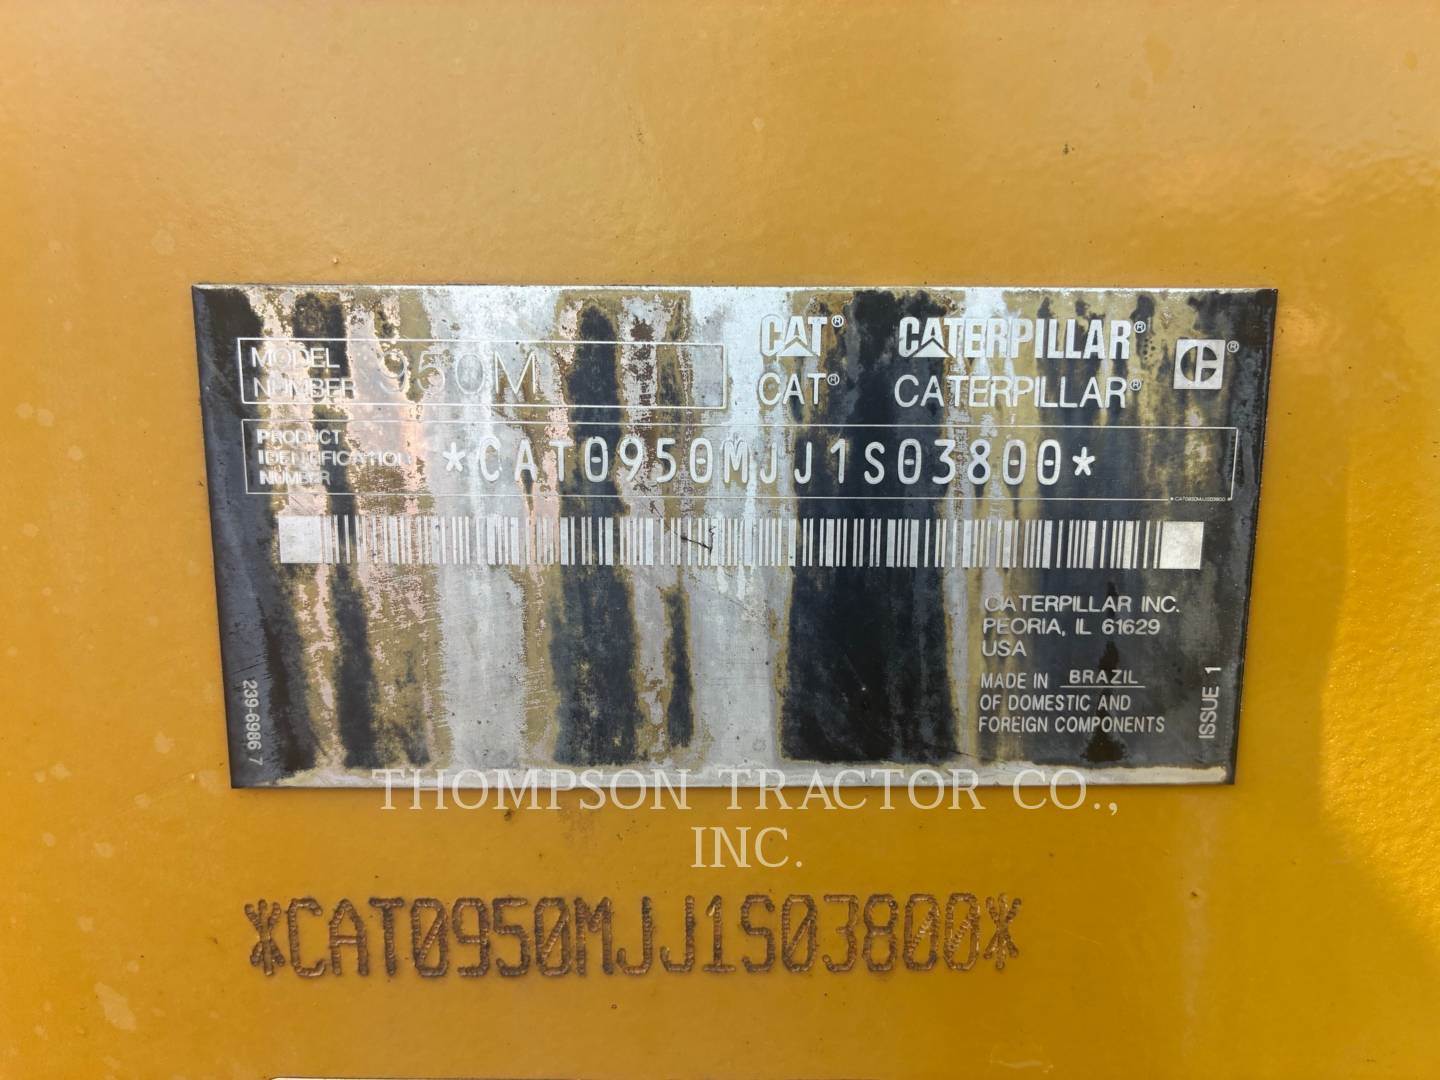 MODEL NUMBER 950M
CAT® CATERPILLAR®
CAT® CATERPILLAR®
PRODUCT IDENTIFICATION NUMBER *CAT0950MJJ1S03800*
*CAT0950MJJ1S03800*
CATERPILLAR INC.
PEORIA, IL 61629
USA
MADE IN BRAZIL
OF DOMESTIC AND
FOREIGN COMPONENTS
ISSUE 1
239-6986 7
THOMPSON TRACTOR CO.,
INC.
*CAT0950MJJ1S03800*